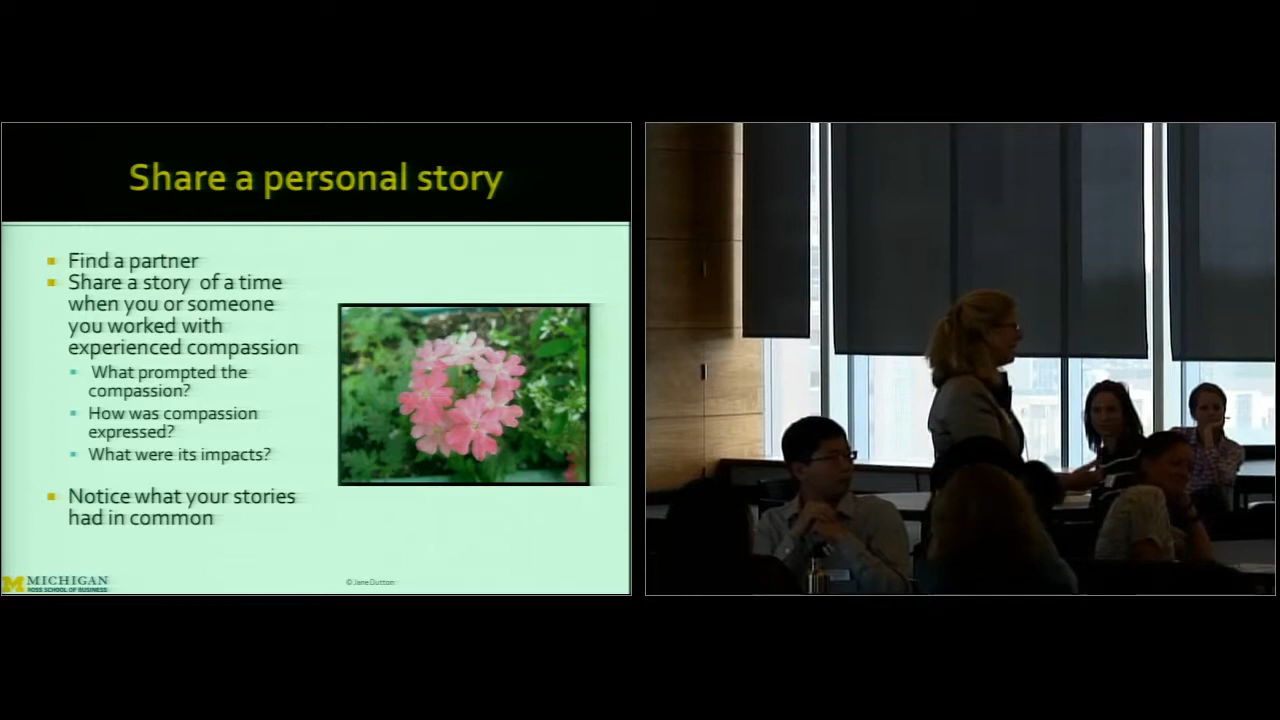 Share a personal story
Find a partner
Share a story of a time
when you or someone
you worked with
experienced compassion
What prompted the
compassion?
How was compassion
expressed?
What were its impacts?
Notice what your stories
had in common
MICHIGAN
ROSS SCHOOL OF BUSINESS
© Jane Dutton